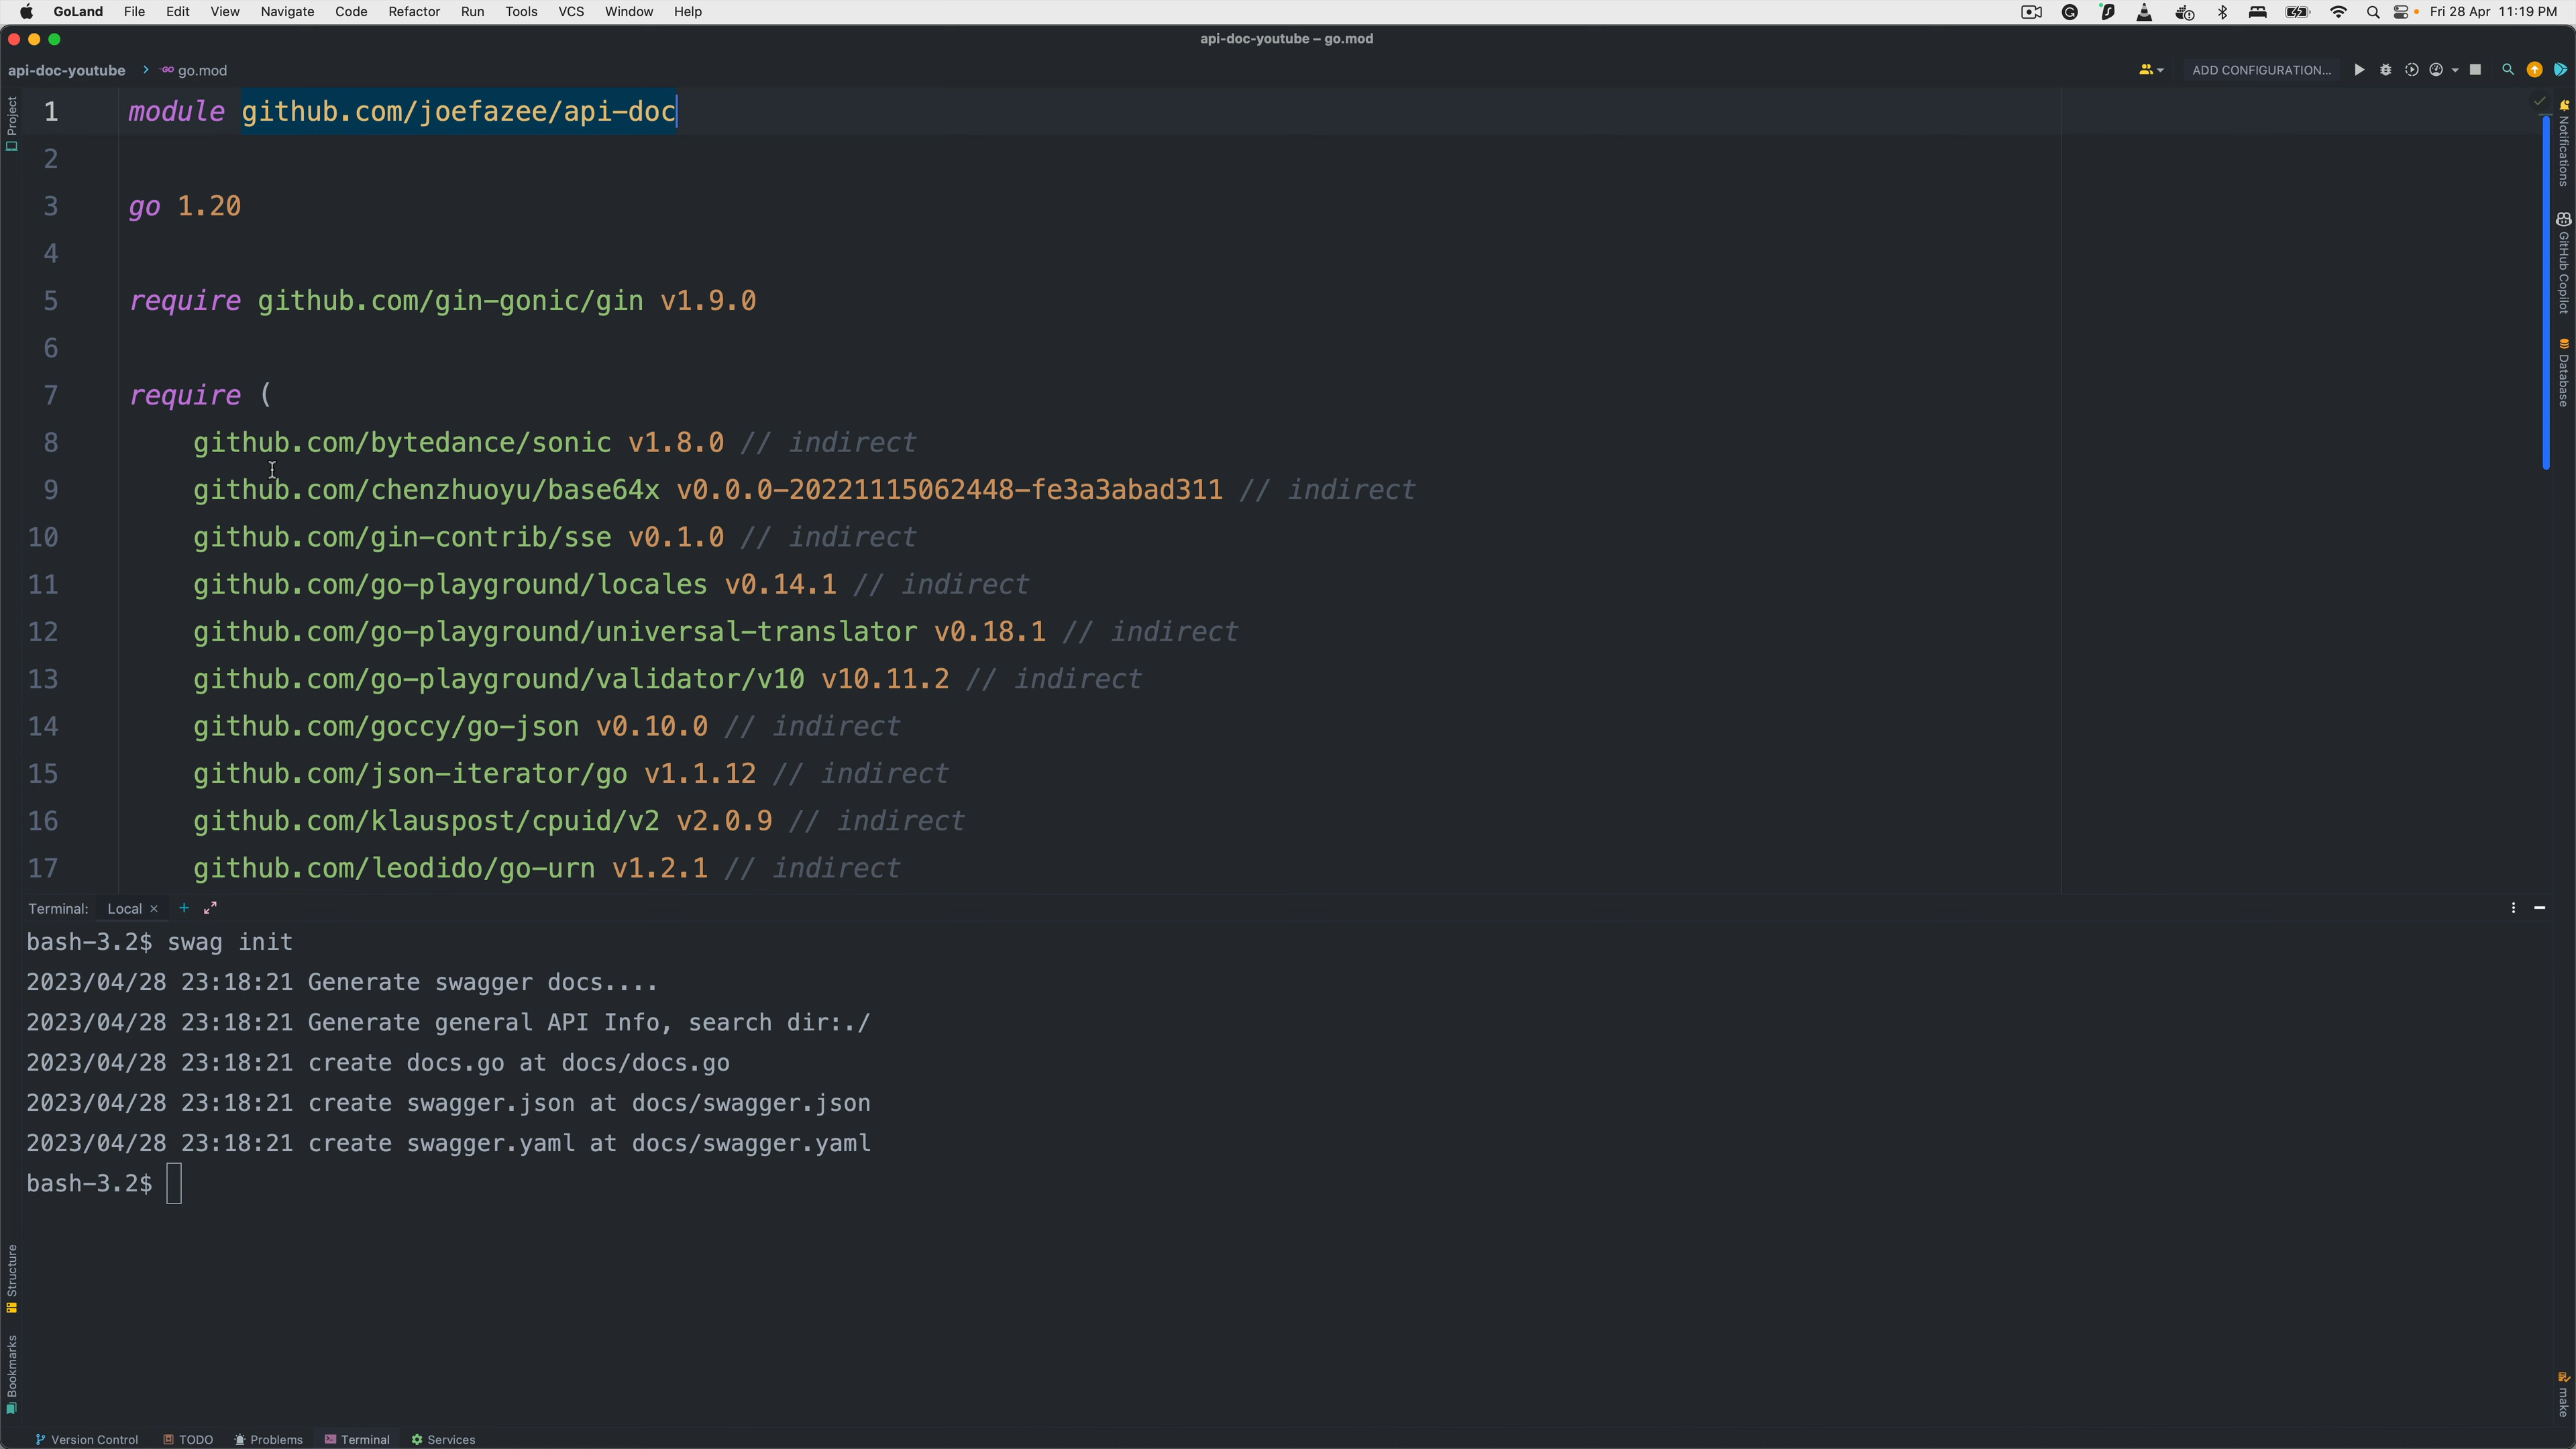 GoLand File Edit View Navigate Code Refactor Run Tools VCS Window Help Fri 28 Apr 11:19 PM
api-doc-youtube – go.mod
api-doc-youtube go.mod ADD CONFIGURATION...
Project
Notifications
GitHub Copilot
Database
1 module github.com/joefazee/api-doc
2
3 go 1.20
4
5 require github.com/gin-gonic/gin v1.9.0
6
7 require (
8 github.com/bytedance/sonic v1.8.0 // indirect
9 github.com/chenzhuoyu/base64x v0.0.0-20221115062448-fe3a3abad311 // indirect
10 github.com/gin-contrib/sse v0.1.0 // indirect
11 github.com/go-playground/locales v0.14.1 // indirect
12 github.com/go-playground/universal-translator v0.18.1 // indirect
13 github.com/go-playground/validator/v10 v10.11.2 // indirect
14 github.com/goccy/go-json v0.10.0 // indirect
15 github.com/json-iterator/go v1.1.12 // indirect
16 github.com/klauspost/cpuid/v2 v2.0.9 // indirect
17 github.com/leodido/go-urn v1.2.1 // indirect
Terminal: Local
bash-3.2$ swag init
2023/04/28 23:18:21 Generate swagger docs....
2023/04/28 23:18:21 Generate general API Info, search dir:./
2023/04/28 23:18:21 create docs.go at docs/docs.go
2023/04/28 23:18:21 create swagger.json at docs/swagger.json
2023/04/28 23:18:21 create swagger.yaml at docs/swagger.yaml
bash-3.2$
Structure
Bookmarks
make
Version Control TODO Problems Terminal Services